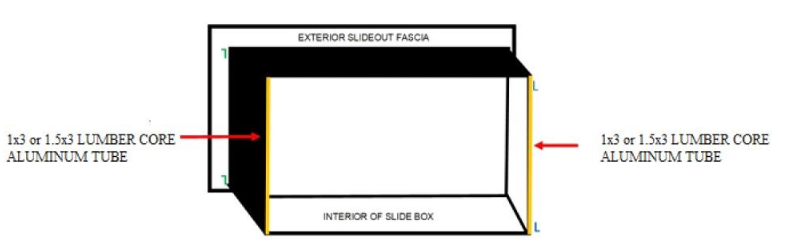 EXTERIOR SLIDEOUT FASCIA
1x3 or 1.5x3 LUMBER CORE
ALUMINUM TUBE
1x3 or 1.5x3 LUMBER CORE
ALUMINUM TUBE
INTERIOR OF SLIDE BOX